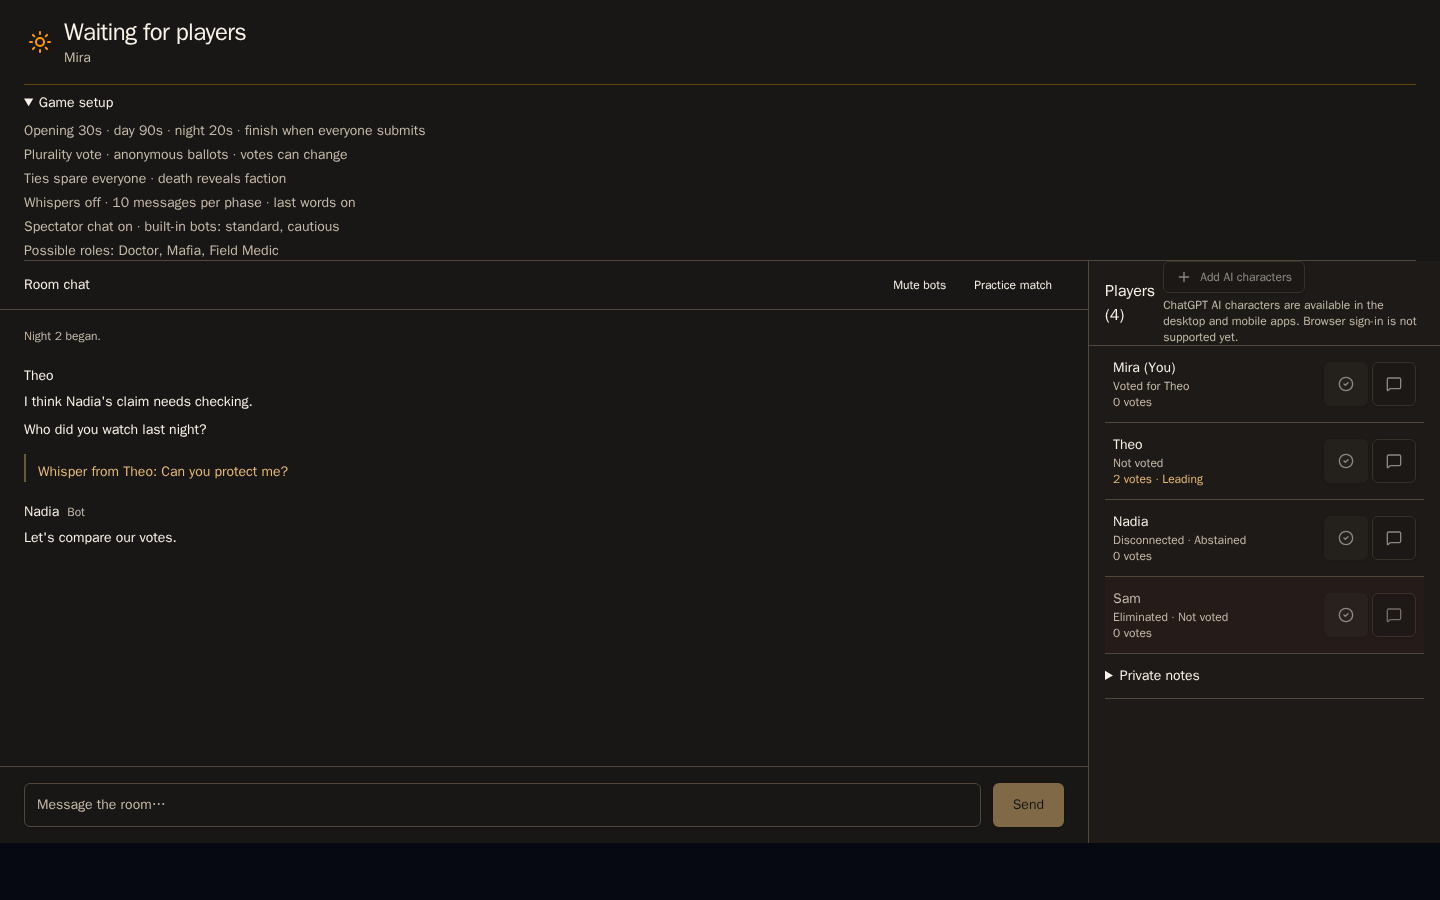 Waiting for players
Mira
Game setup
Opening 30s · day 90s · night 20s · finish when everyone submits
Plurality vote · anonymous ballots · votes can change
Ties spare everyone · death reveals faction
Whispers off · 10 messages per phase · last words on
Spectator chat on · built-in bots: standard, cautious
Possible roles: Doctor, Mafia, Field Medic
Room chat
Mute bots
Practice match
Night 2 began.
Theo
I think Nadia's claim needs checking.
Who did you watch last night?
Whisper from Theo: Can you protect me?
Nadia Bot
Let's compare our votes.
Message the room…
Send
Players
(4)
Add AI characters
ChatGPT AI characters are available in the
desktop and mobile apps. Browser sign-in is not
supported yet.
Mira (You)
Voted for Theo
0 votes
Theo
Not voted
2 votes · Leading
Nadia
Disconnected · Abstained
0 votes
Sam
Eliminated · Not voted
0 votes
Private notes